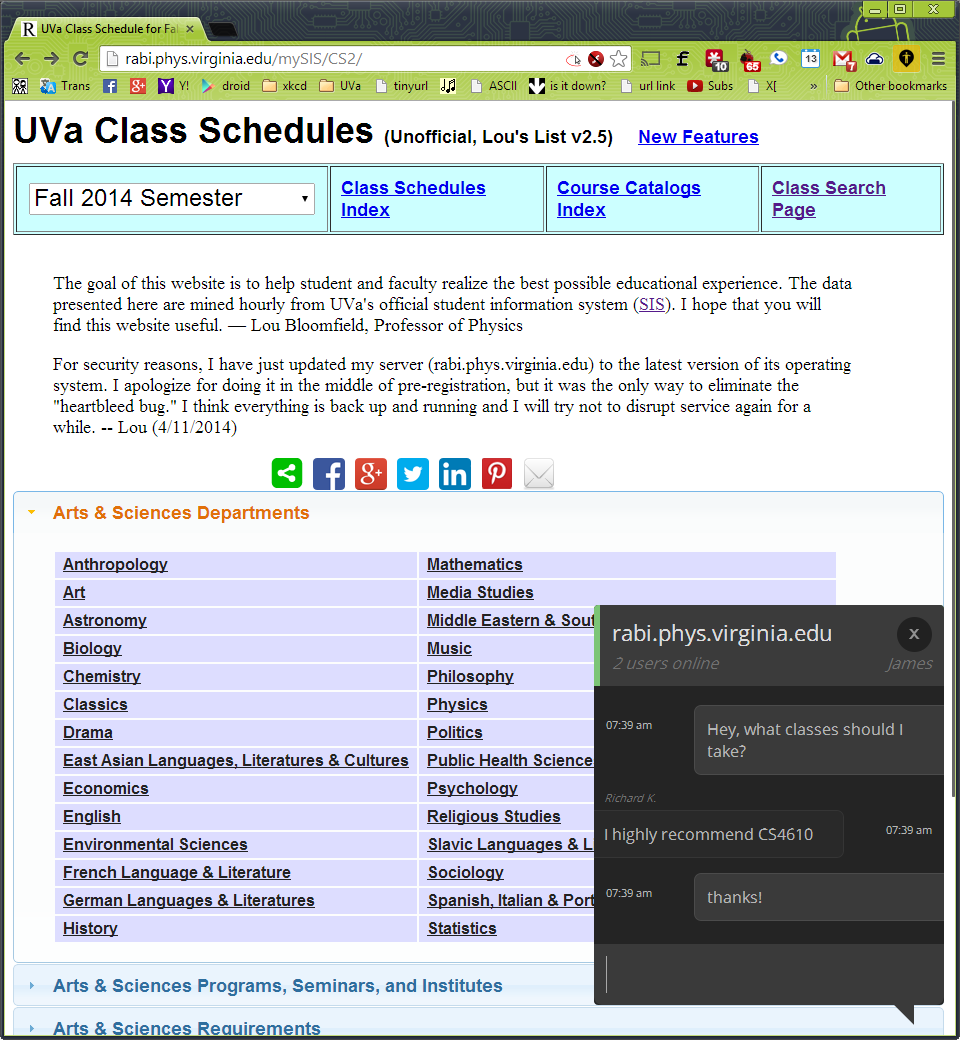 UVa Class Schedule for Fal
rabi.phys.virginia.edu/mySIS/CS2/
10
65
13
7
Trans
Y!
droid
xkcd
UVa
tinyurl
ASCII
is it down?
url link
Subs
X[
»
Other bookmarks
UVa Class Schedules (Unofficial, Lou's List v2.5) New Features
Fall 2014 Semester
Class Schedules
Index
Course Catalogs
Index
Class Search
Page
The goal of this website is to help student and faculty realize the best possible educational experience. The data
presented here are mined hourly from UVa's official student information system (SIS). I hope that you will
find this website useful. — Lou Bloomfield, Professor of Physics
For security reasons, I have just updated my server (rabi.phys.virginia.edu) to the latest version of its operating
system. I apologize for doing it in the middle of pre-registration, but it was the only way to eliminate the
"heartbleed bug." I think everything is back up and running and I will try not to disrupt service again for a
while. -- Lou (4/11/2014)
Arts & Sciences Departments
Anthropology
Mathematics
Art
Media Studies
Astronomy
Middle Eastern & Sout
Biology
Music
Chemistry
Philosophy
Classics
Physics
Drama
Politics
East Asian Languages, Literatures & Cultures
Public Health Science
Economics
Psychology
English
Religious Studies
Environmental Sciences
Slavic Languages & L
French Language & Literature
Sociology
German Languages & Literatures
Spanish, Italian & Port
History
Statistics
Arts & Sciences Programs, Seminars, and Institutes
Arts & Sciences Requirements
rabi.phys.virginia.edu
X
2 users online
James
07:39 am
Hey, what classes should I
take?
Richard K.
I highly recommend CS4610
07:39 am
07:39 am
thanks!